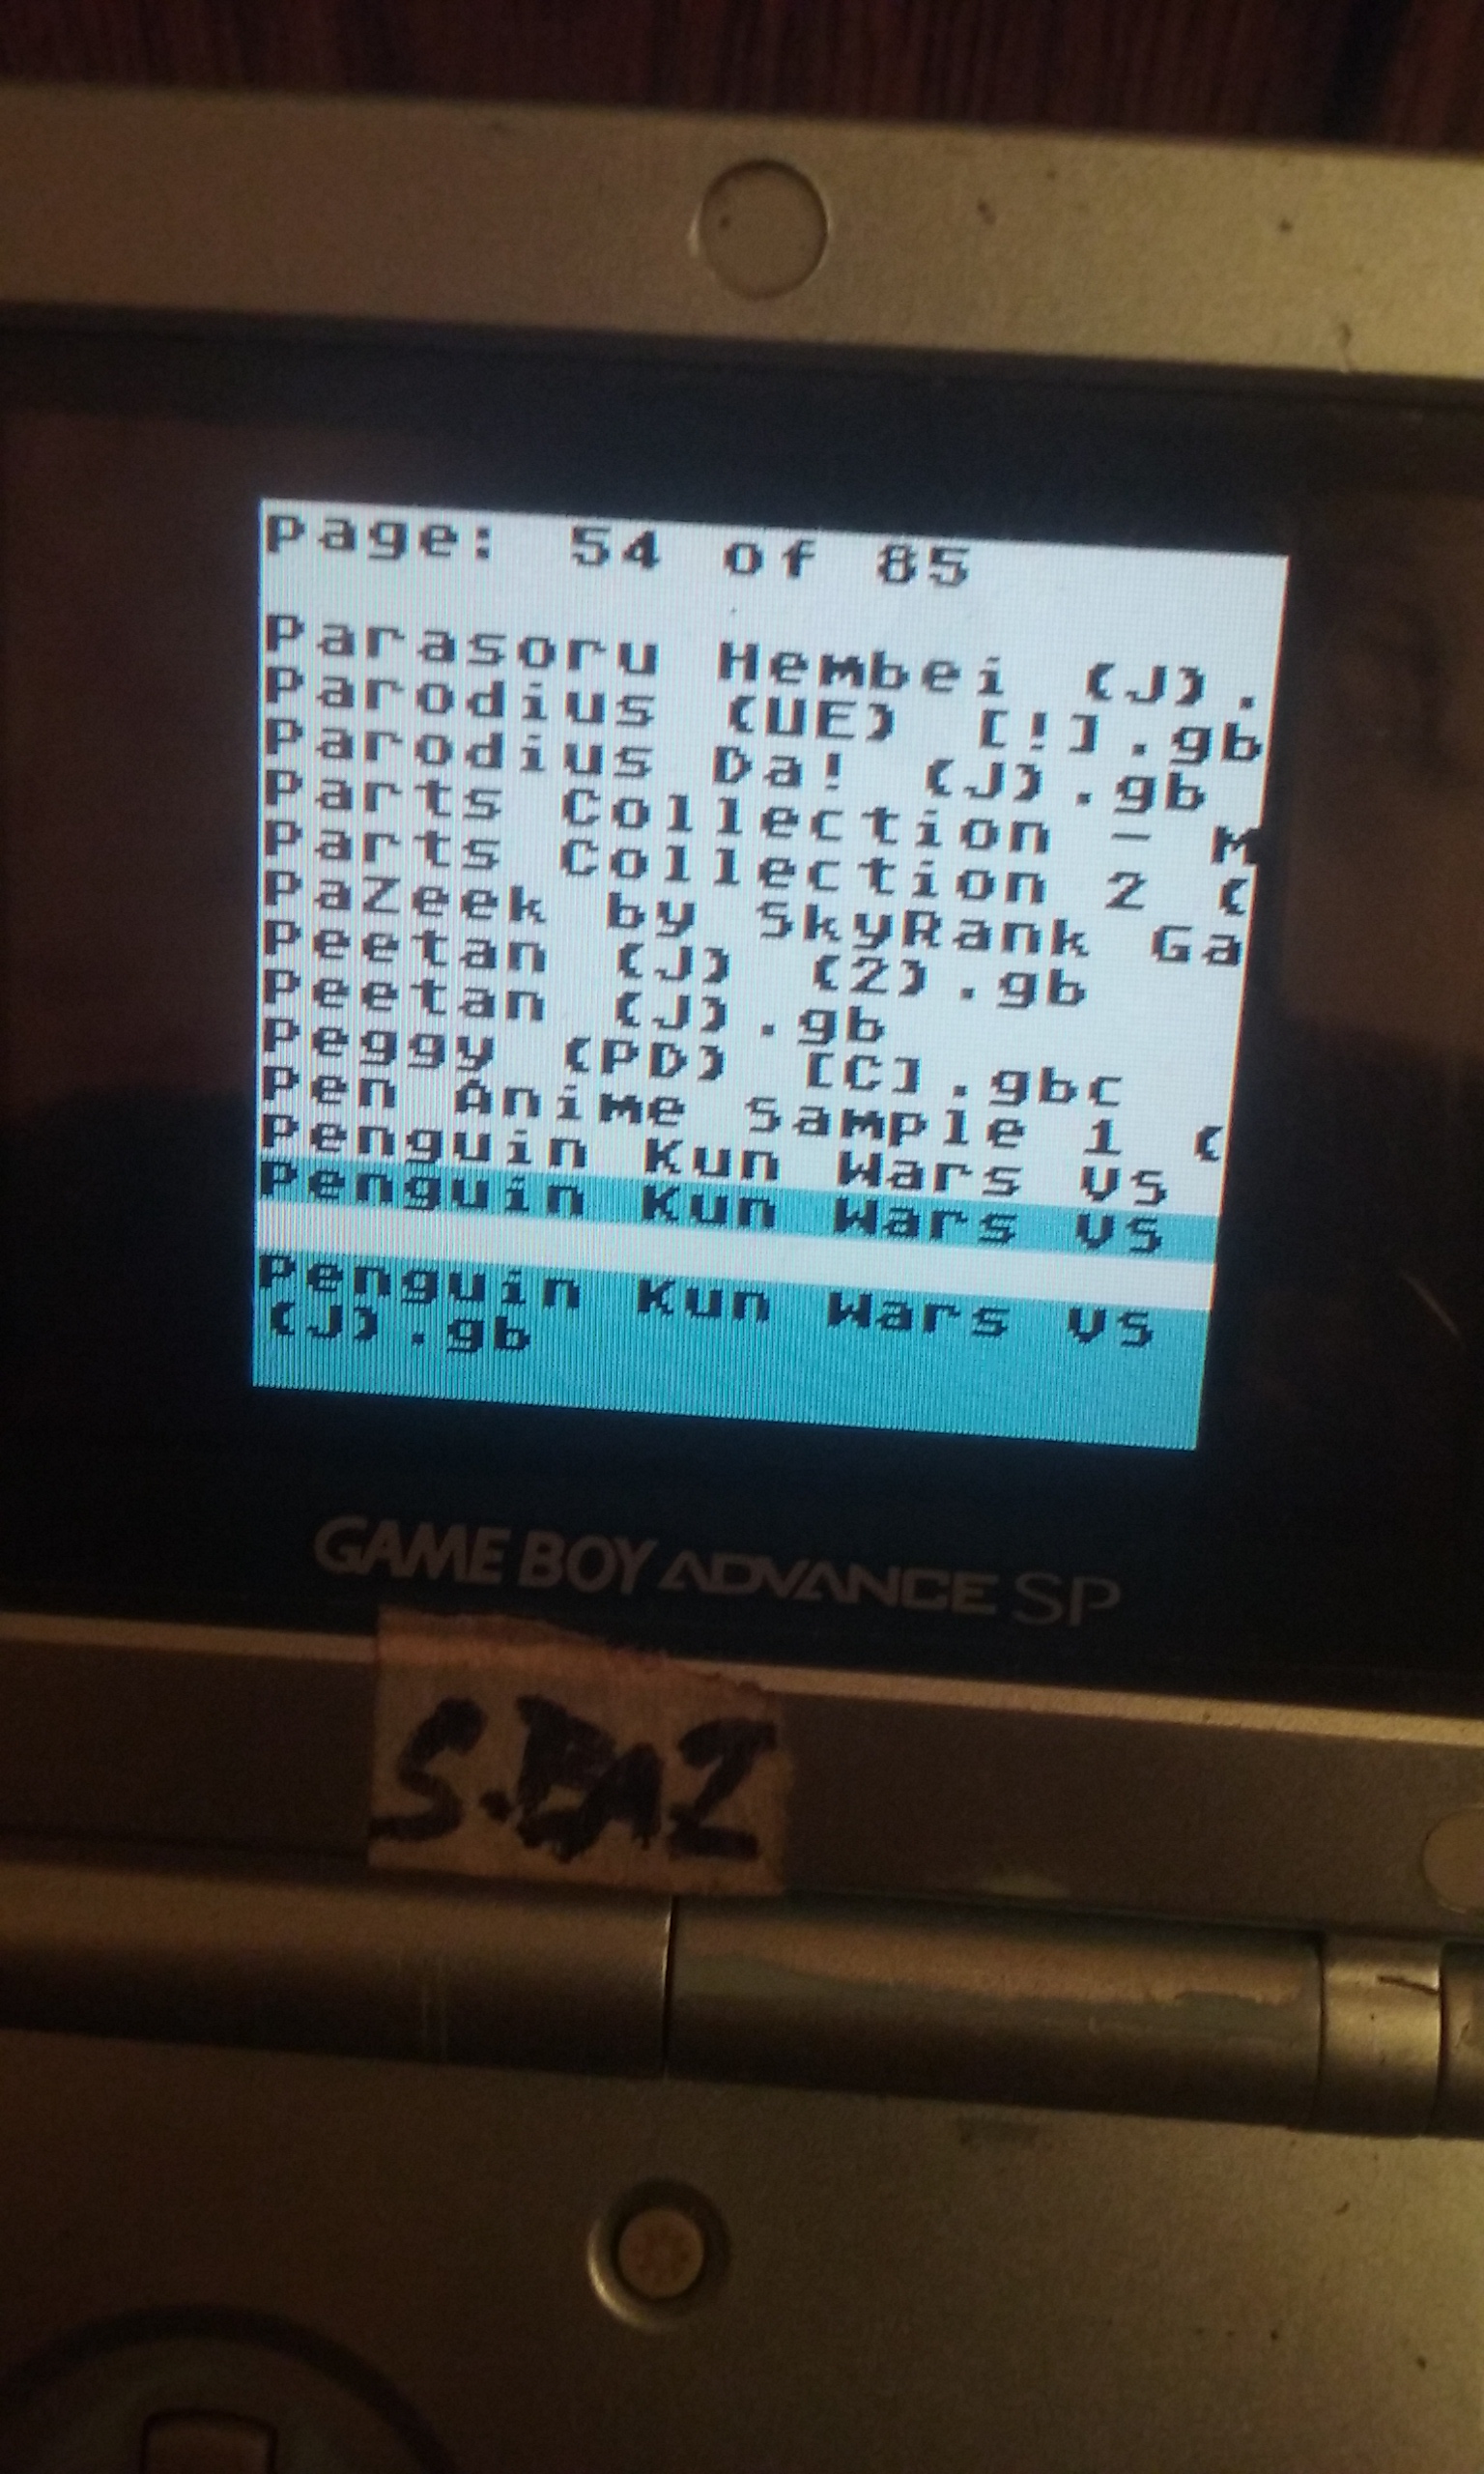 page: 54 of 85
Parasoru Hembei (J).
Parodius (UE) [!].gb
Parodius Da! (J).gb
Parts Collection - M
Parts Collection 2 (
PaZeek by SkyRank Ga
Peetan (J) (2).gb
Peetan (J).gb
Peggy (PD) [C].gbc
Pen Anime Sample 1 (
Penguin Kun Wars VS
Penguin Kun Wars VS
Penguin Kun Wars VS
(J).gb
GAME BOY ADVANCE SP